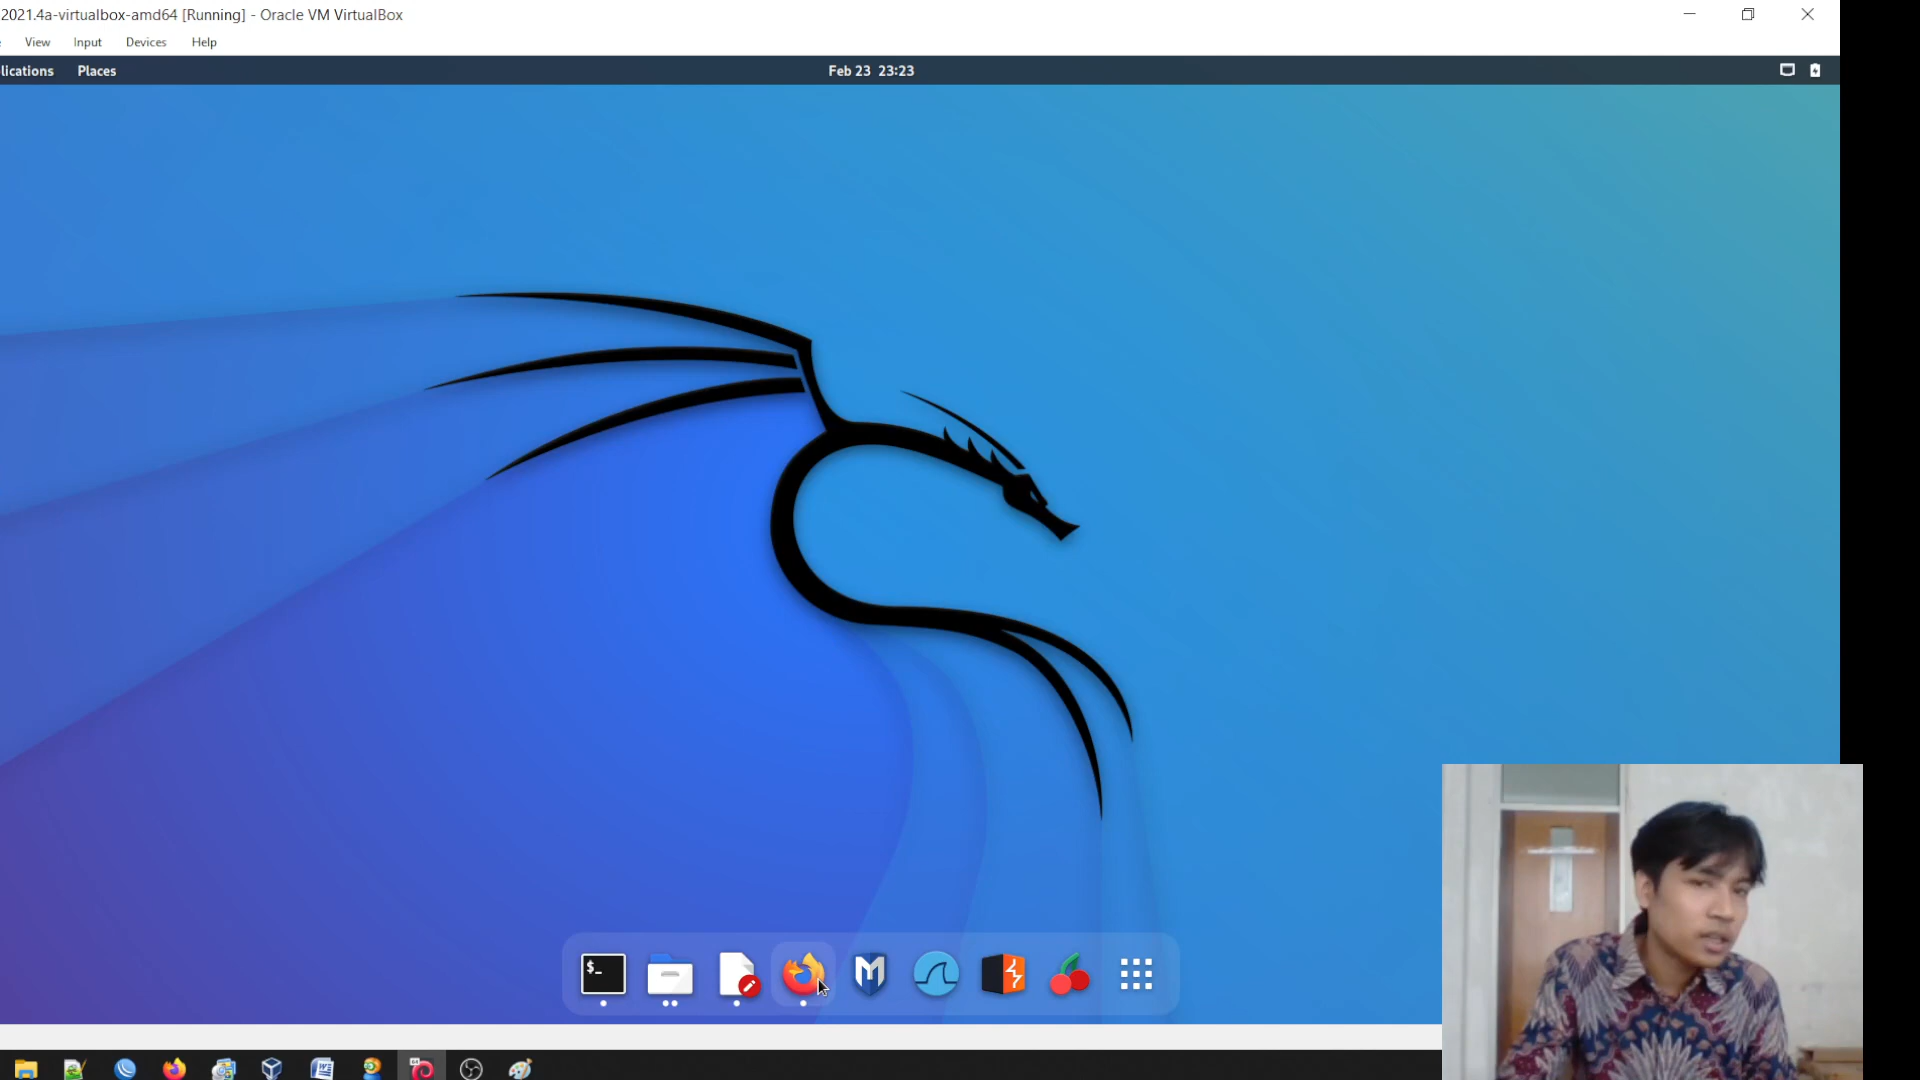 2021.4a-virtualbox-amd64 [Running] - Oracle VM VirtualBox
View Input Devices Help
lications Places Feb 23 23:23
$_